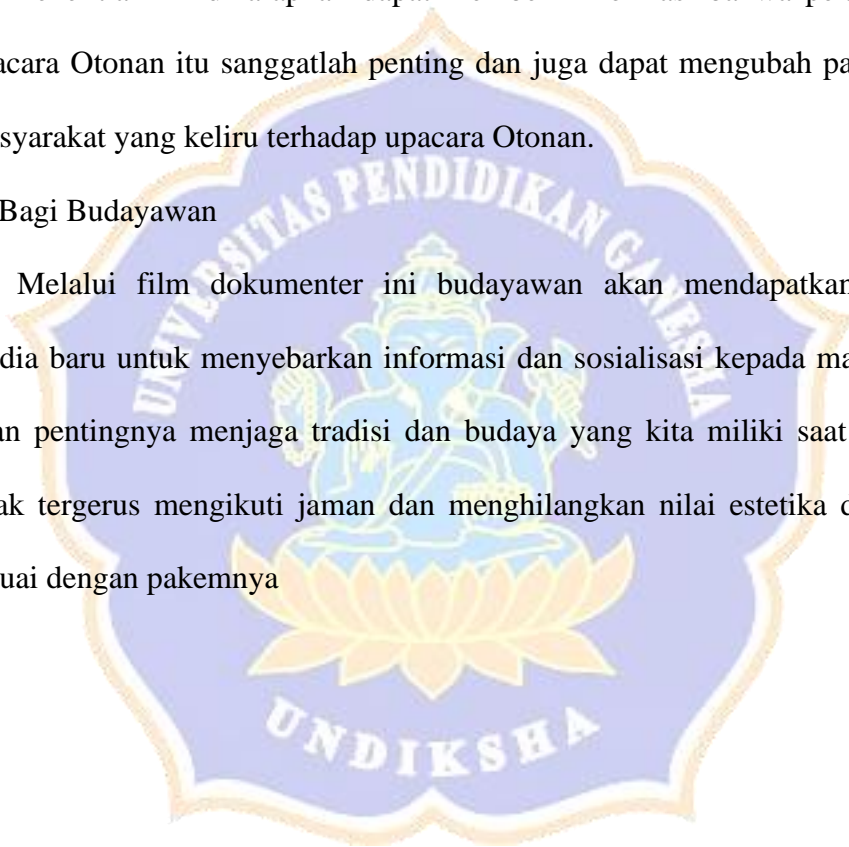 acara Otonan itu sanggatlah penting dan juga dapat mengubah pa
syarakat yang keliru terhadap upacara Otonan.
Bagi Budayawan
Melalui film dokumenter ini budayawan akan mendapatkan
dia baru untuk menyebarkan informasi dan sosialisasi kepada ma
n pentingnya menjaga tradisi dan budaya yang kita miliki saat
ak tergerus mengikuti jaman dan menghilangkan nilai estetika d
uai dengan pakemnya
UNIVERSITAS PENDIDIKAN GANESHA
UNDIKSHA